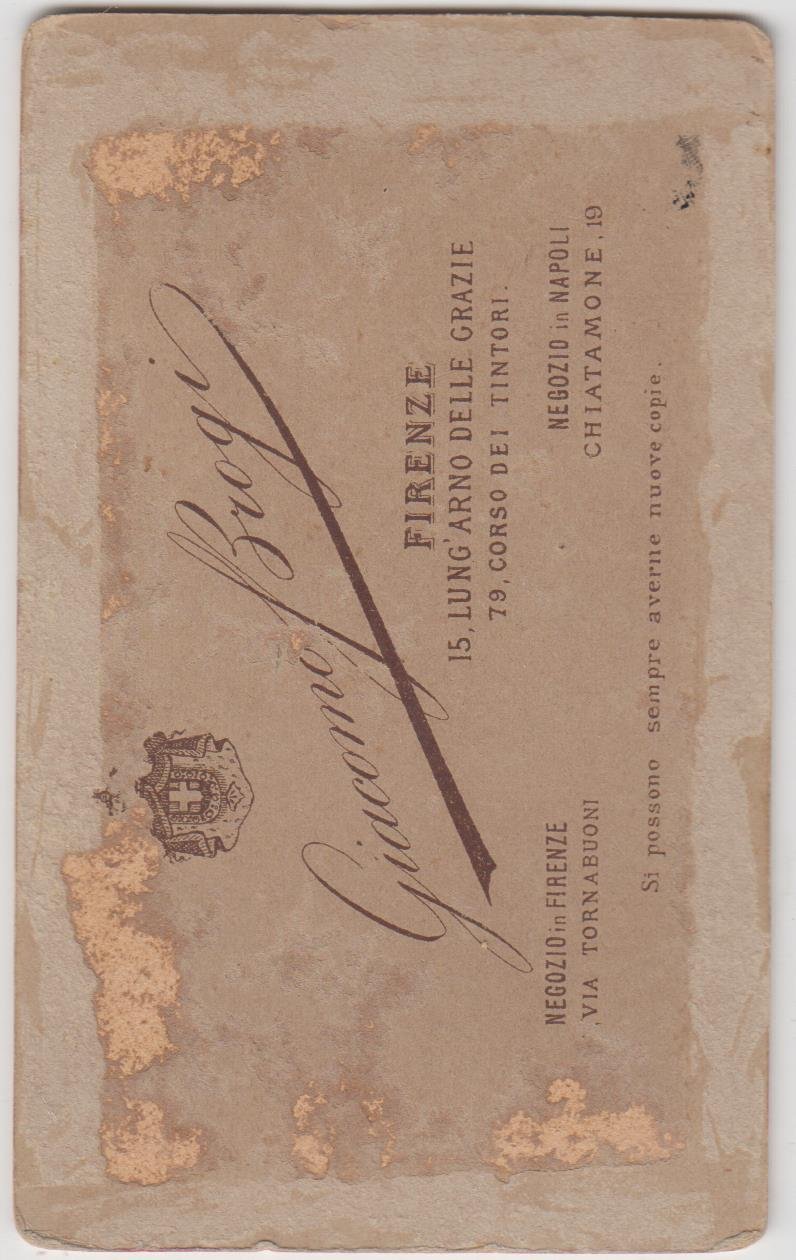 Giacomo Brogi
FIRENZE
15, LUNG'ARNO DELLE GRAZIE
79, CORSO DEI TINTORI.
NEGOZIO in FIRENZE
VIA TORNABUONI
NEGOZIO in NAPOLI
CHIATAMONE, 19
Si possono sempre averne nuove copie.